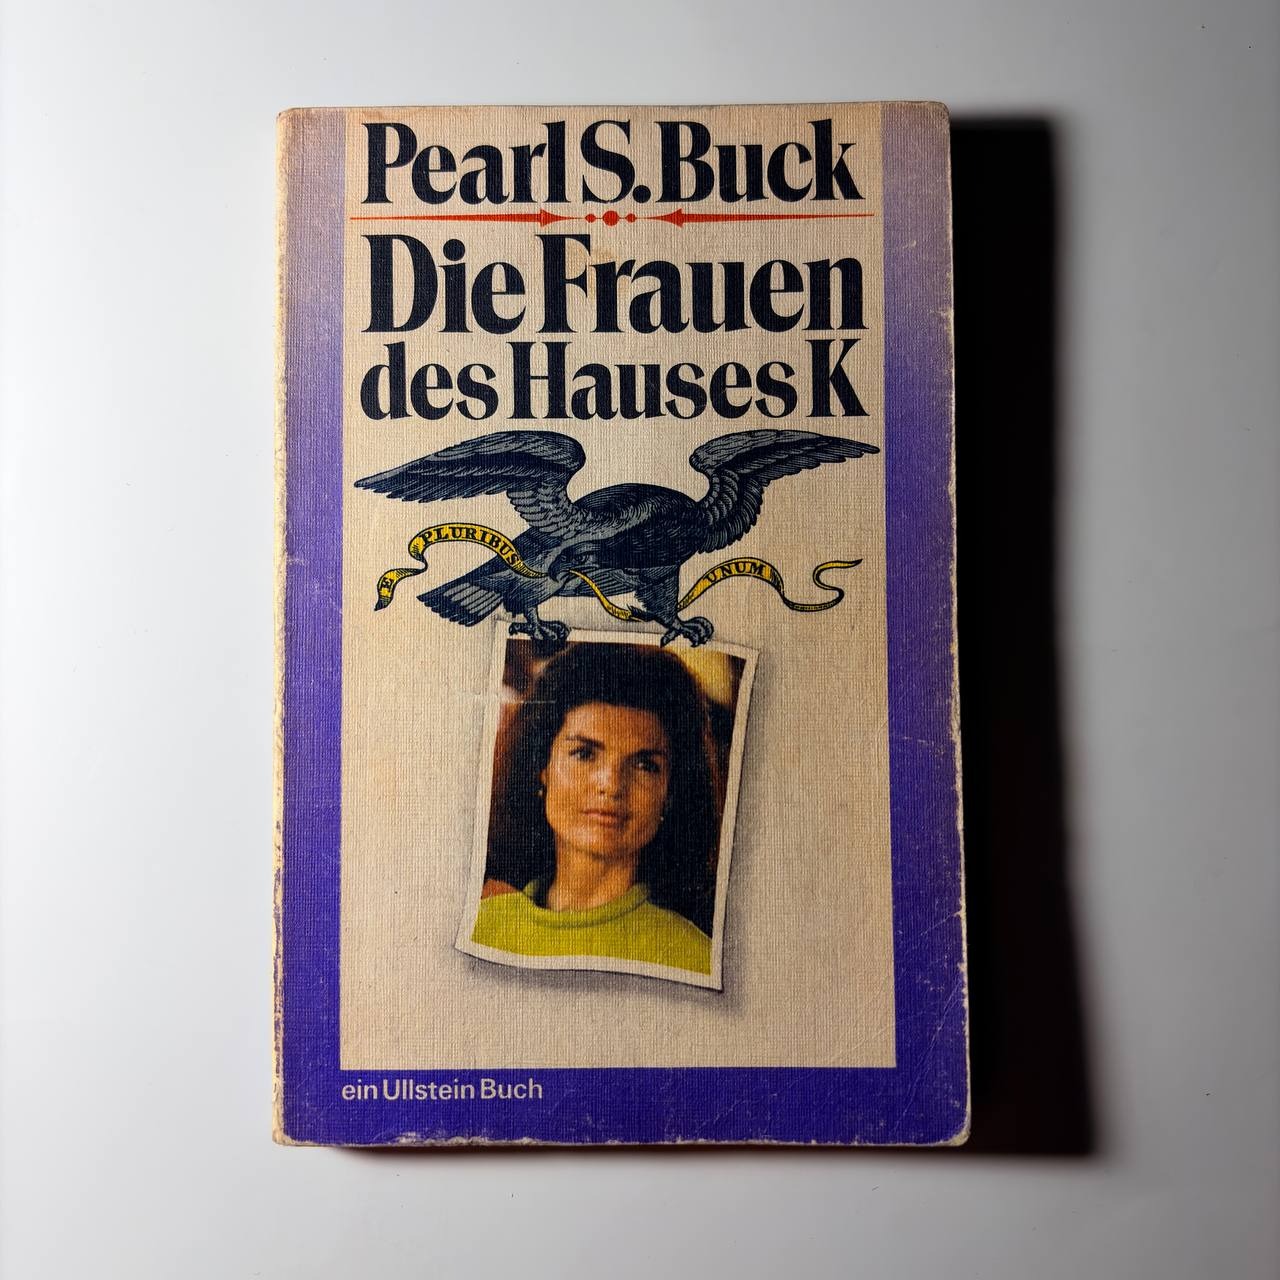 Pearl S. Buck
Die Frauen
des Hauses K
E PLURIBUS UNUM
ein Ullstein Buch